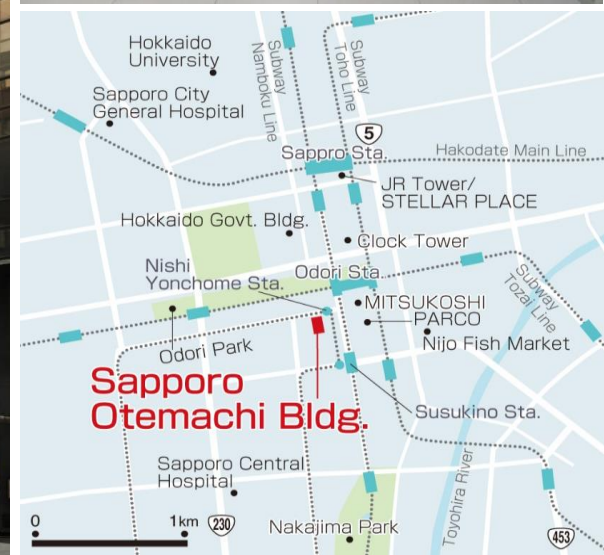 Hokkaido
University
Subway
Namboku Line
Subway
Toho Line
Sapporo City
General Hospital
5
Sappro Sta.
Hakodate Main Line
JR Tower/
STELLAR PLACE
Hokkaido Govt. Bldg.
Clock Tower
Nishi
Yonchome Sta.
Odori Sta.
Subway
Tozai Line
MITSUKOSHI
PARCO
Odori Park
Nijo Fish Market
Sapporo
Otemachi Bldg.
Susukino Sta.
Sapporo Central
Hospital
Toyohira River
0
1km
230
Nakajima Park
453